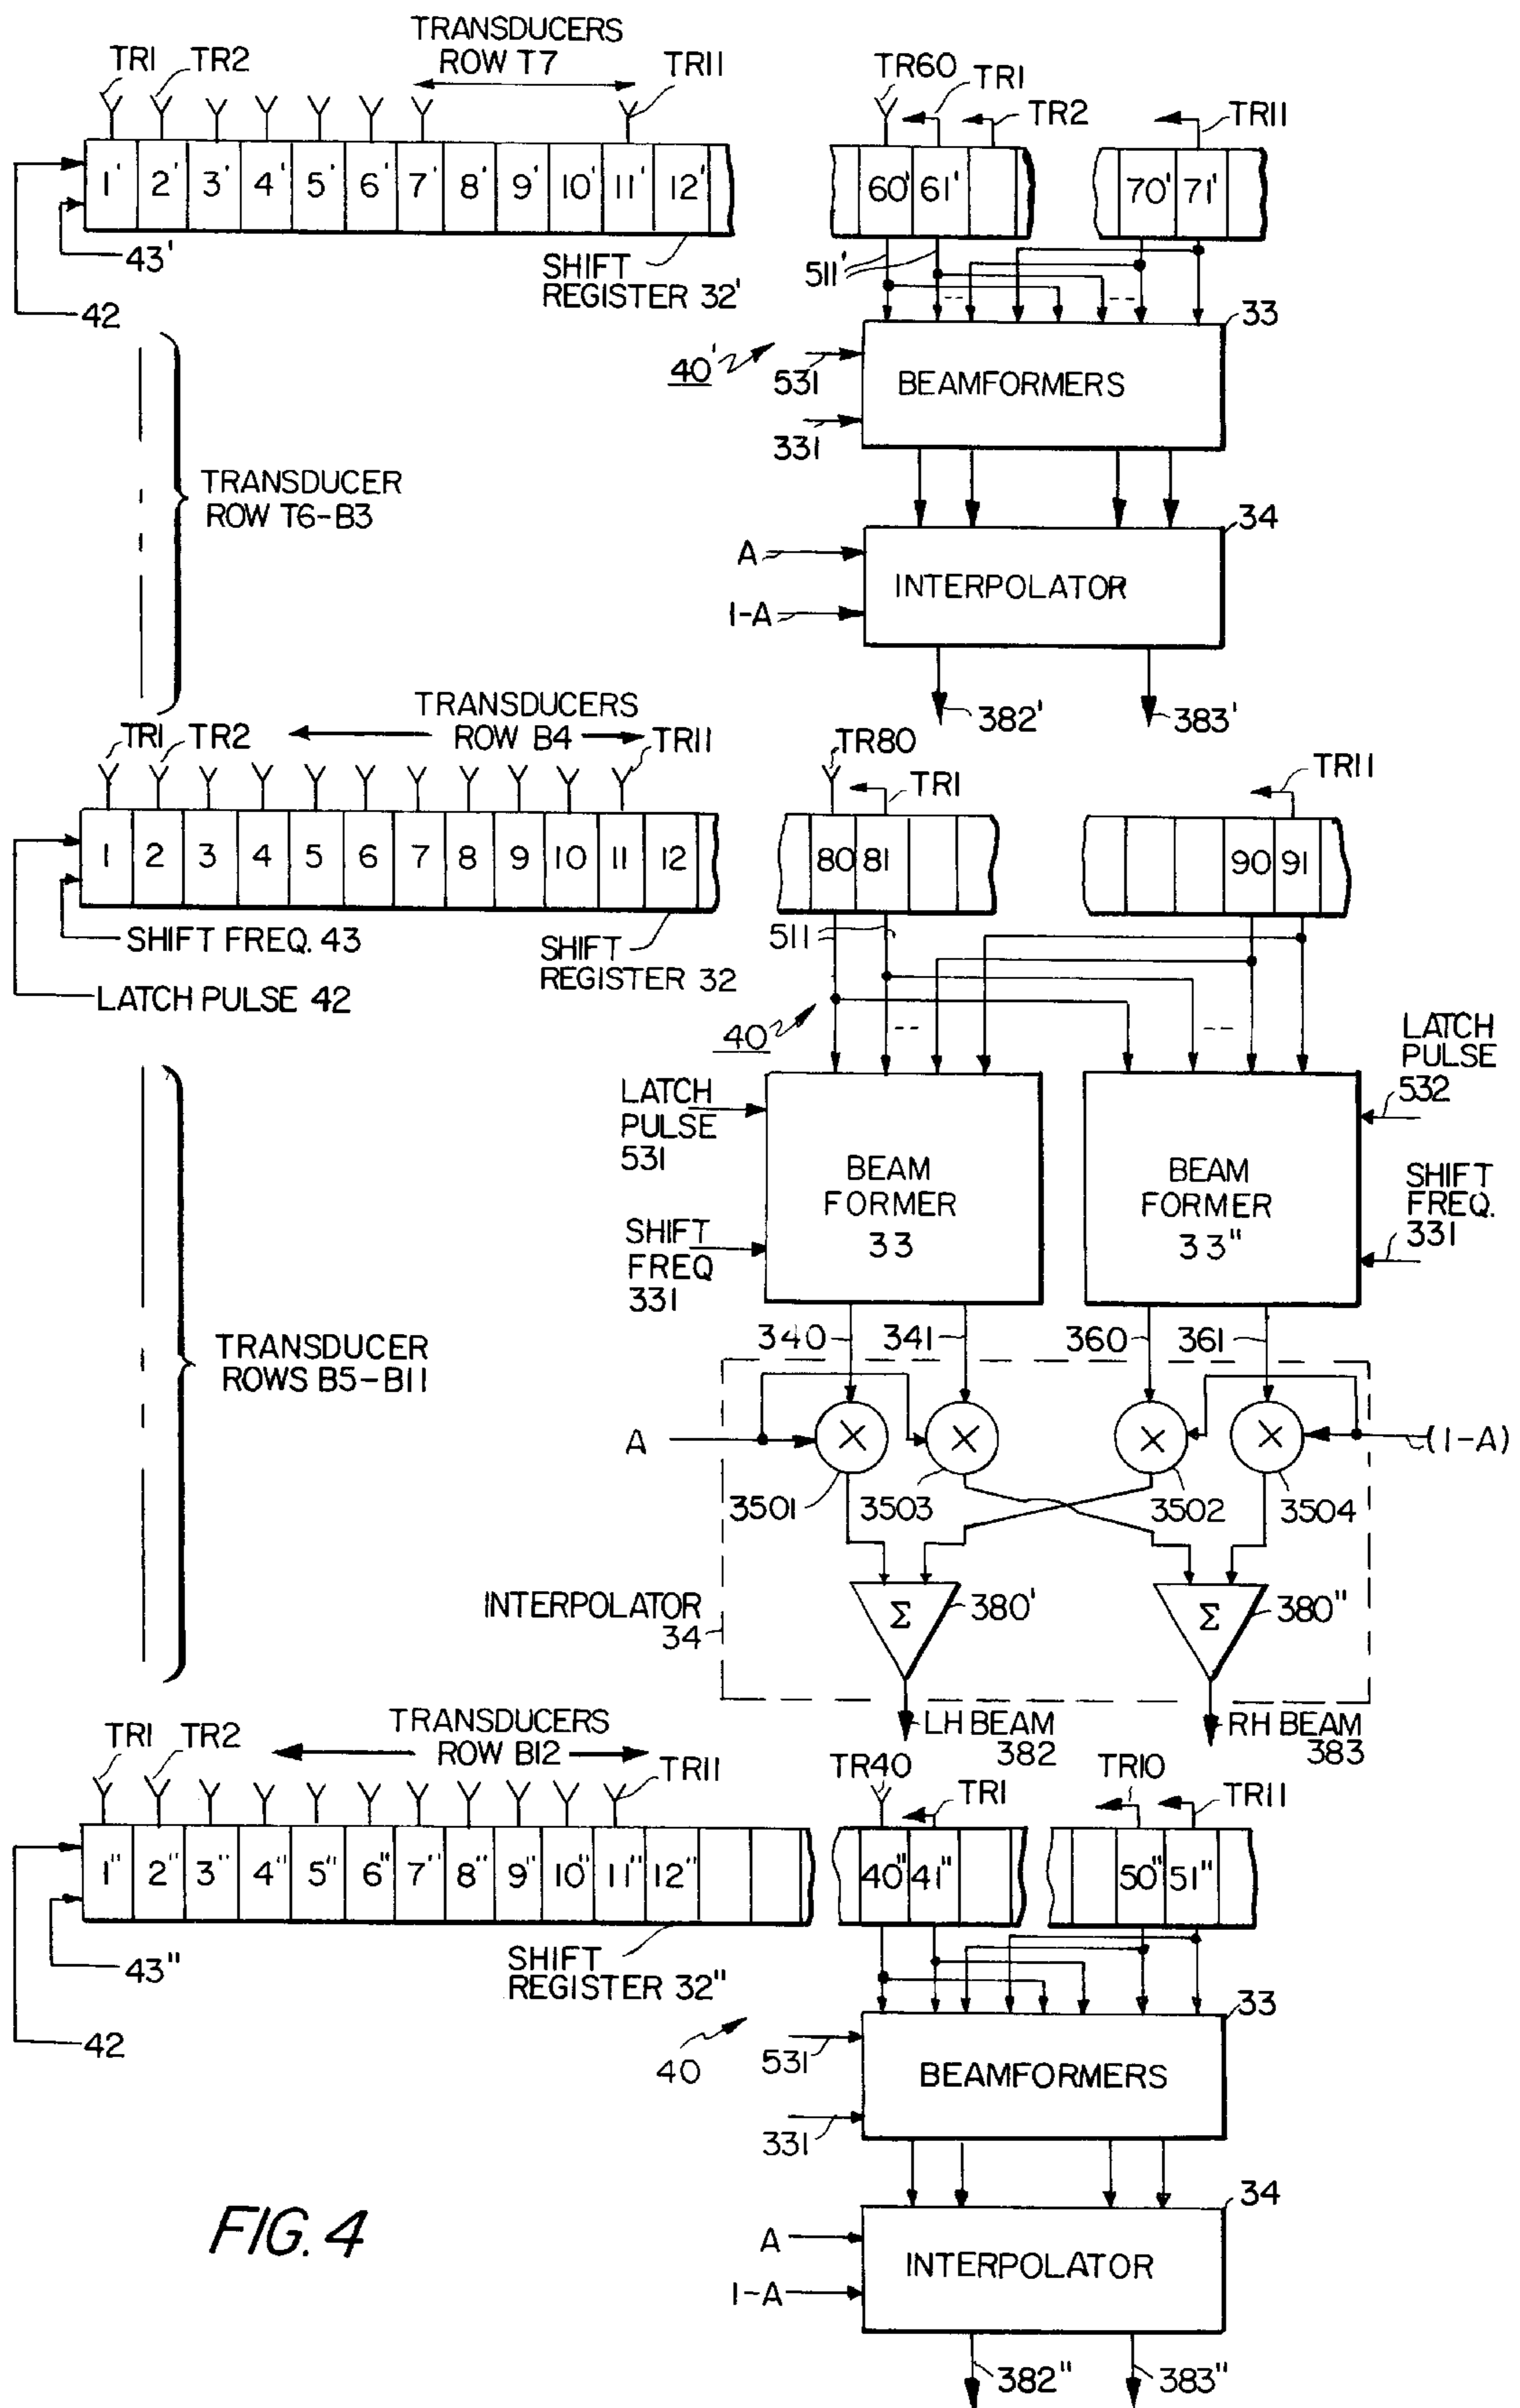 TRANSDUCERS
ROW T7
TR1
TR2
TR11
TR60
TR1
TR2
TR11
1' 2' 3' 4' 5' 6' 7' 8' 9' 10' 11' 12'
60' 61'
70' 71'
43'
42
SHIFT
REGISTER 32'
511'
33
40'
531
BEAMFORMERS
331
TRANSDUCER
ROW T6-B3
34
A
INTERPOLATOR
1-A
382'
383'
TRANSDUCERS
ROW B4
TR1
TR2
TR11
TR80
TR1
TR11
1 2 3 4 5 6 7 8 9 10 11 12
80 81
90 91
SHIFT FREQ. 43
LATCH PULSE 42
SHIFT
REGISTER 32
511
40
LATCH
PULSE
531
LATCH
PULSE
532
BEAM
FORMER
33
BEAM
FORMER
33"
SHIFT
FREQ
331
SHIFT
FREQ.
331
340
341
360
361
TRANSDUCER
ROWS B5-B11
A
X
X
X
X
(1-A)
3501
3503
3502
3504
INTERPOLATOR
34
Σ
380'
Σ
380"
LH BEAM
382
RH BEAM
383
TRANSDUCERS
ROW B12
TR1
TR2
TR11
TR40
TR1
TR10
TR11
1" 2" 3" 4" 5" 6" 7" 8" 9" 10" 11" 12"
40" 41"
50" 51"
43"
42
SHIFT
REGISTER 32"
33
40
531
BEAMFORMERS
331
34
A
INTERPOLATOR
1-A
382"
383"
FIG. 4